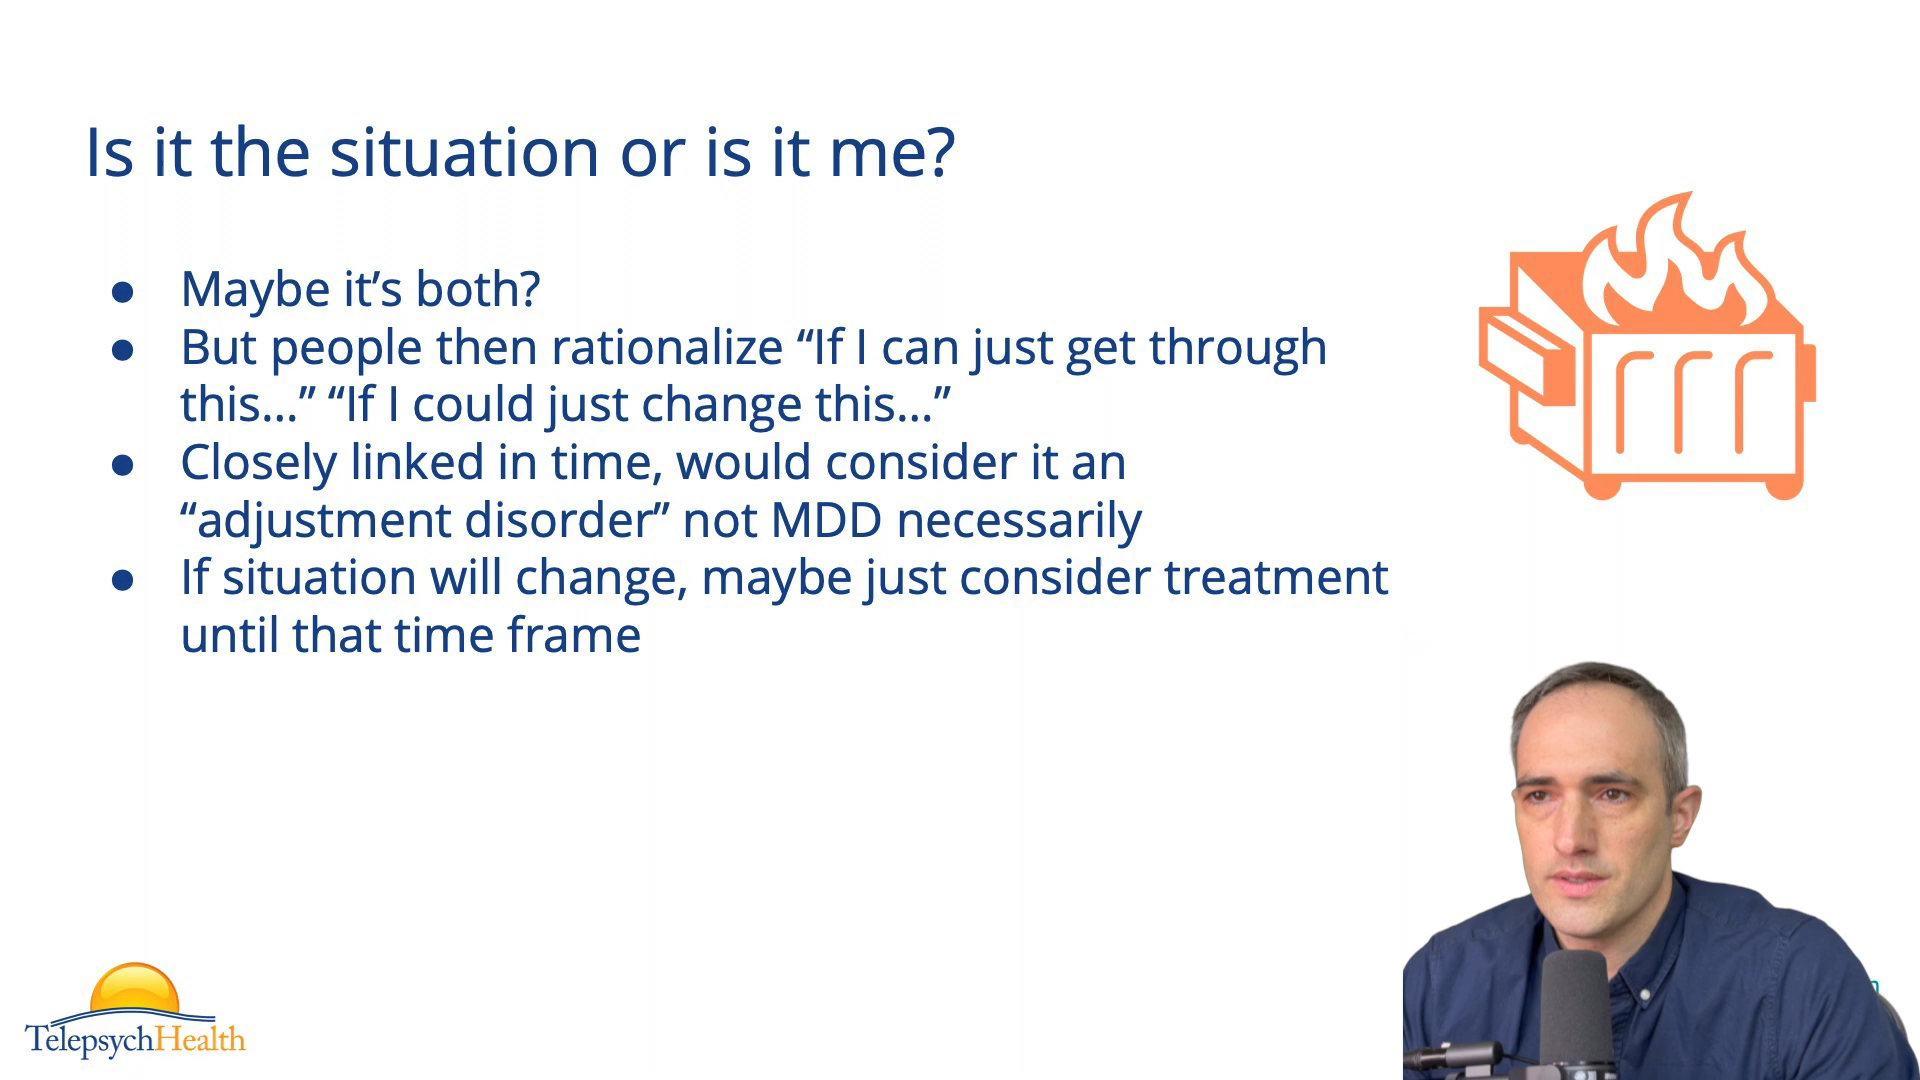 Is it the situation or is it me?
● Maybe it’s both?
● But people then rationalize “If I can just get through
this...” “If I could just change this...”
● Closely linked in time, would consider it an
“adjustment disorder” not MDD necessarily
● If situation will change, maybe just consider treatment
until that time frame
TelepsychHealth